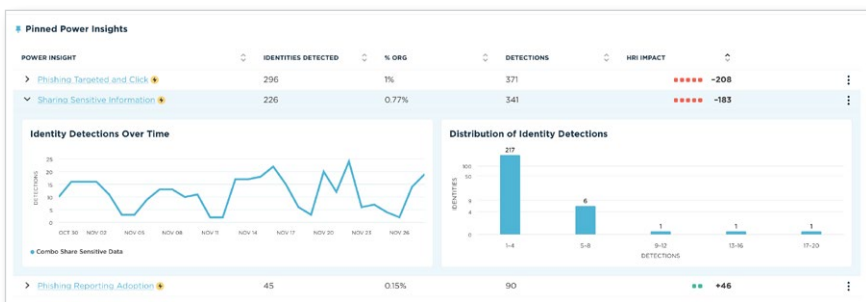 Pinned Power Insights
POWER INSIGHT IDENTITIES DETECTED % ORG DETECTIONS HRI IMPACT
Phishing Targeted and Click 296 1% 371 -208
Sharing Sensitive Information 226 0.77% 341 -183
Identity Detections Over Time
25
20
15
10
5
0
DETECTIONS
OCT 30 NOV 02 NOV 05 NOV 08 NOV 11 NOV 14 NOV 17 NOV 20 NOV 23 NOV 26
Combo Share Sensitive Data
Distribution of Identity Detections
217
100
10
6
4
0
IDENTITIES
6
1
1
1
1-4 5-8 9-12 13-16 17-20
DETECTIONS
Phishing Reporting Adoption 45 0.15% 90 +46